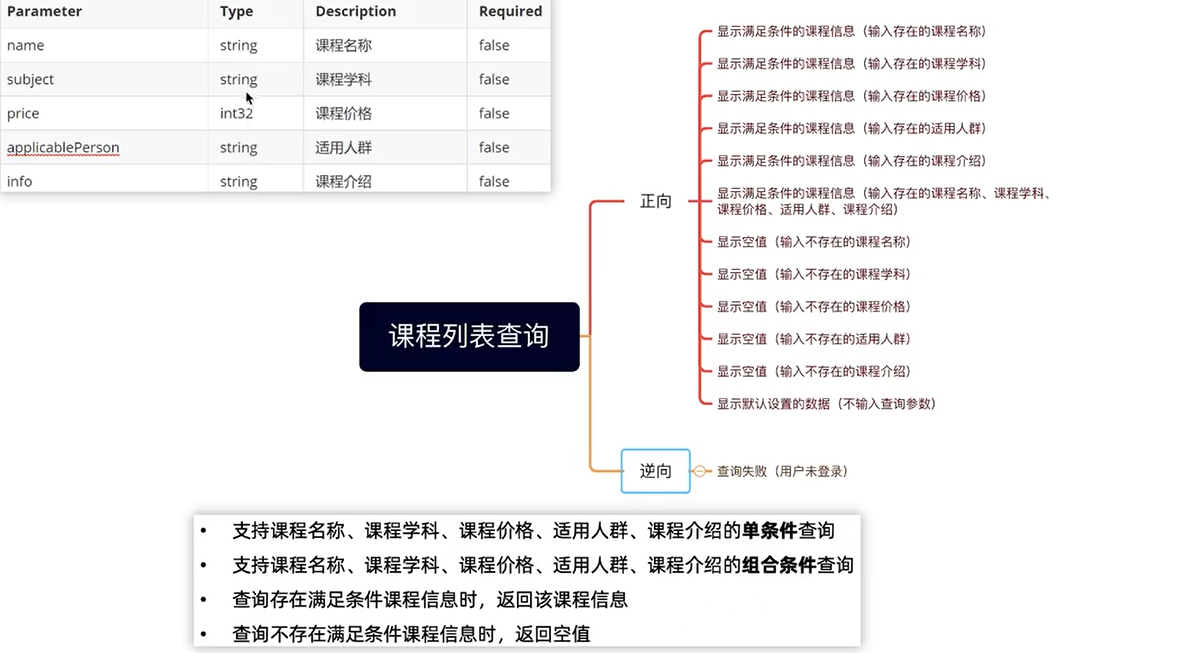 Parameter Type Description Required
name string 课程名称 false
subject string 课程学科 false
price int32 课程价格 false
applicablePerson string 适用人群 false
info string 课程介绍 false
课程列表查询
正向
显示满足条件的课程信息（输入存在的课程名称）
显示满足条件的课程信息（输入存在的课程学科）
显示满足条件的课程信息（输入存在的课程价格）
显示满足条件的课程信息（输入存在的适用人群）
显示满足条件的课程信息（输入存在的课程介绍）
显示满足条件的课程信息（输入存在的课程名称、课程学科、
课程价格、适用人群、课程介绍）
显示空值（输入不存在的课程名称）
显示空值（输入不存在的课程学科）
显示空值（输入不存在的课程价格）
显示空值（输入不存在的适用人群）
显示空值（输入不存在的课程介绍）
显示默认设置的数据（不输入查询参数）
逆向
查询失败（用户未登录）
• 支持课程名称、课程学科、课程价格、适用人群、课程介绍的单条件查询
• 支持课程名称、课程学科、课程价格、适用人群、课程介绍的组合条件查询
• 查询存在满足条件课程信息时，返回该课程信息
• 查询不存在满足条件课程信息时，返回空值